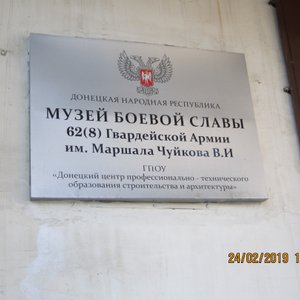 ДОНЕЦКАЯ НАРОДНАЯ РЕСПУБЛИКА
МУЗЕЙ БОЕВОЙ СЛАВЫ
62(8) Гвардейской Армии
им. Маршала Чуйкова В.И
ГПОУ
«Донецкий центр профессионально - технического
образования строительства и архитектуры»
24/02/2019